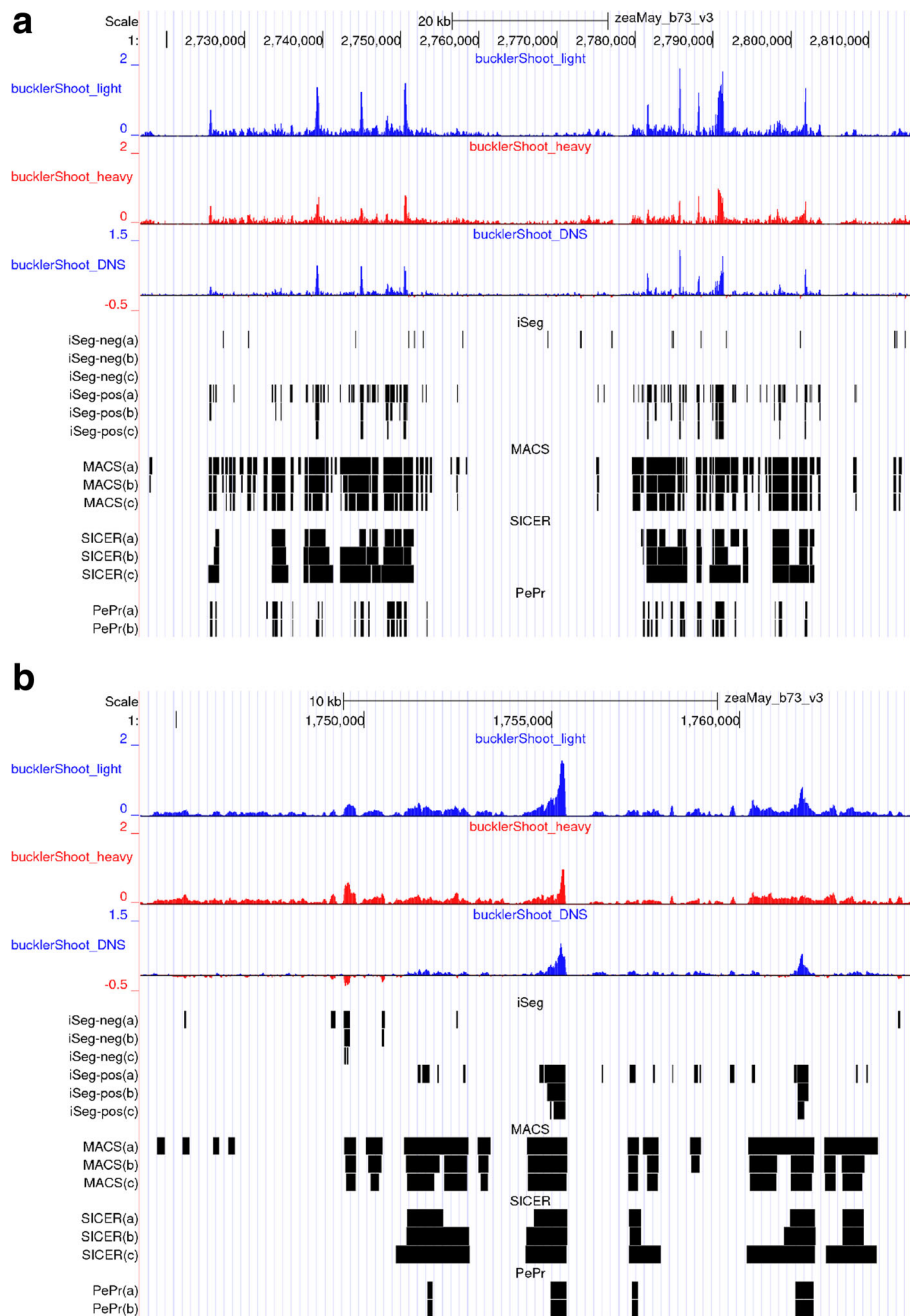 a
Scale 20 kb zeaMay_b73_v3
1: 2,730,000 2,740,000 2,750,000 2,760,000 2,770,000 2,780,000 2,790,000 2,800,000 2,810,000
2 _ bucklerShoot_light
bucklerShoot_light
0 _
bucklerShoot_heavy
2 _
bucklerShoot_heavy
0 _
1.5 _ bucklerShoot_DNS
bucklerShoot_DNS
-0.5 _
iSeg
iSeg-neg(a)
iSeg-neg(b)
iSeg-neg(c)
iSeg-pos(a)
iSeg-pos(b)
iSeg-pos(c)
MACS
MACS(a)
MACS(b)
MACS(c)
SICER
SICER(a)
SICER(b)
SICER(c)
PePr
PePr(a)
PePr(b)
b
Scale 10 kb zeaMay_b73_v3
1: 1,750,000 1,755,000 1,760,000
2 _ bucklerShoot_light
bucklerShoot_light
0 _
2 _ bucklerShoot_heavy
bucklerShoot_heavy
0 _
1.5 _ bucklerShoot_DNS
bucklerShoot_DNS
-0.5 _
iSeg
iSeg-neg(a)
iSeg-neg(b)
iSeg-neg(c)
iSeg-pos(a)
iSeg-pos(b)
iSeg-pos(c)
MACS
MACS(a)
MACS(b)
MACS(c)
SICER
SICER(a)
SICER(b)
SICER(c)
PePr
PePr(a)
PePr(b)